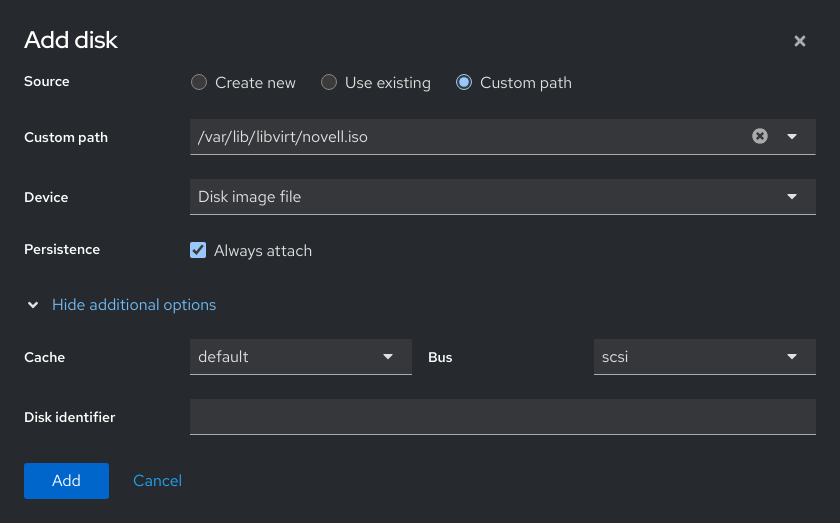 Add disk
Source Create new Use existing Custom path
Custom path /var/lib/libvirt/novell.iso
Device Disk image file
Persistence Always attach
Hide additional options
Cache default Bus scsi
Disk identifier
Add Cancel